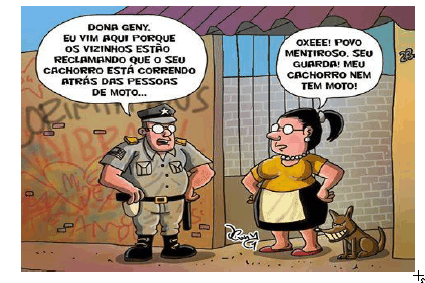 DONA GENY.
EU VIM AQUI PORQUE
OS VIZINHOS ESTÃO
RECLAMANDO QUE O SEU
CACHORRO ESTÁ CORRENDO
ATRÁS DAS PESSOAS
DE MOTO...
OXEEE! POVO
MENTIROSO, SEU
GUARDA! MEU
CACHORRO NEM
TEM MOTO!